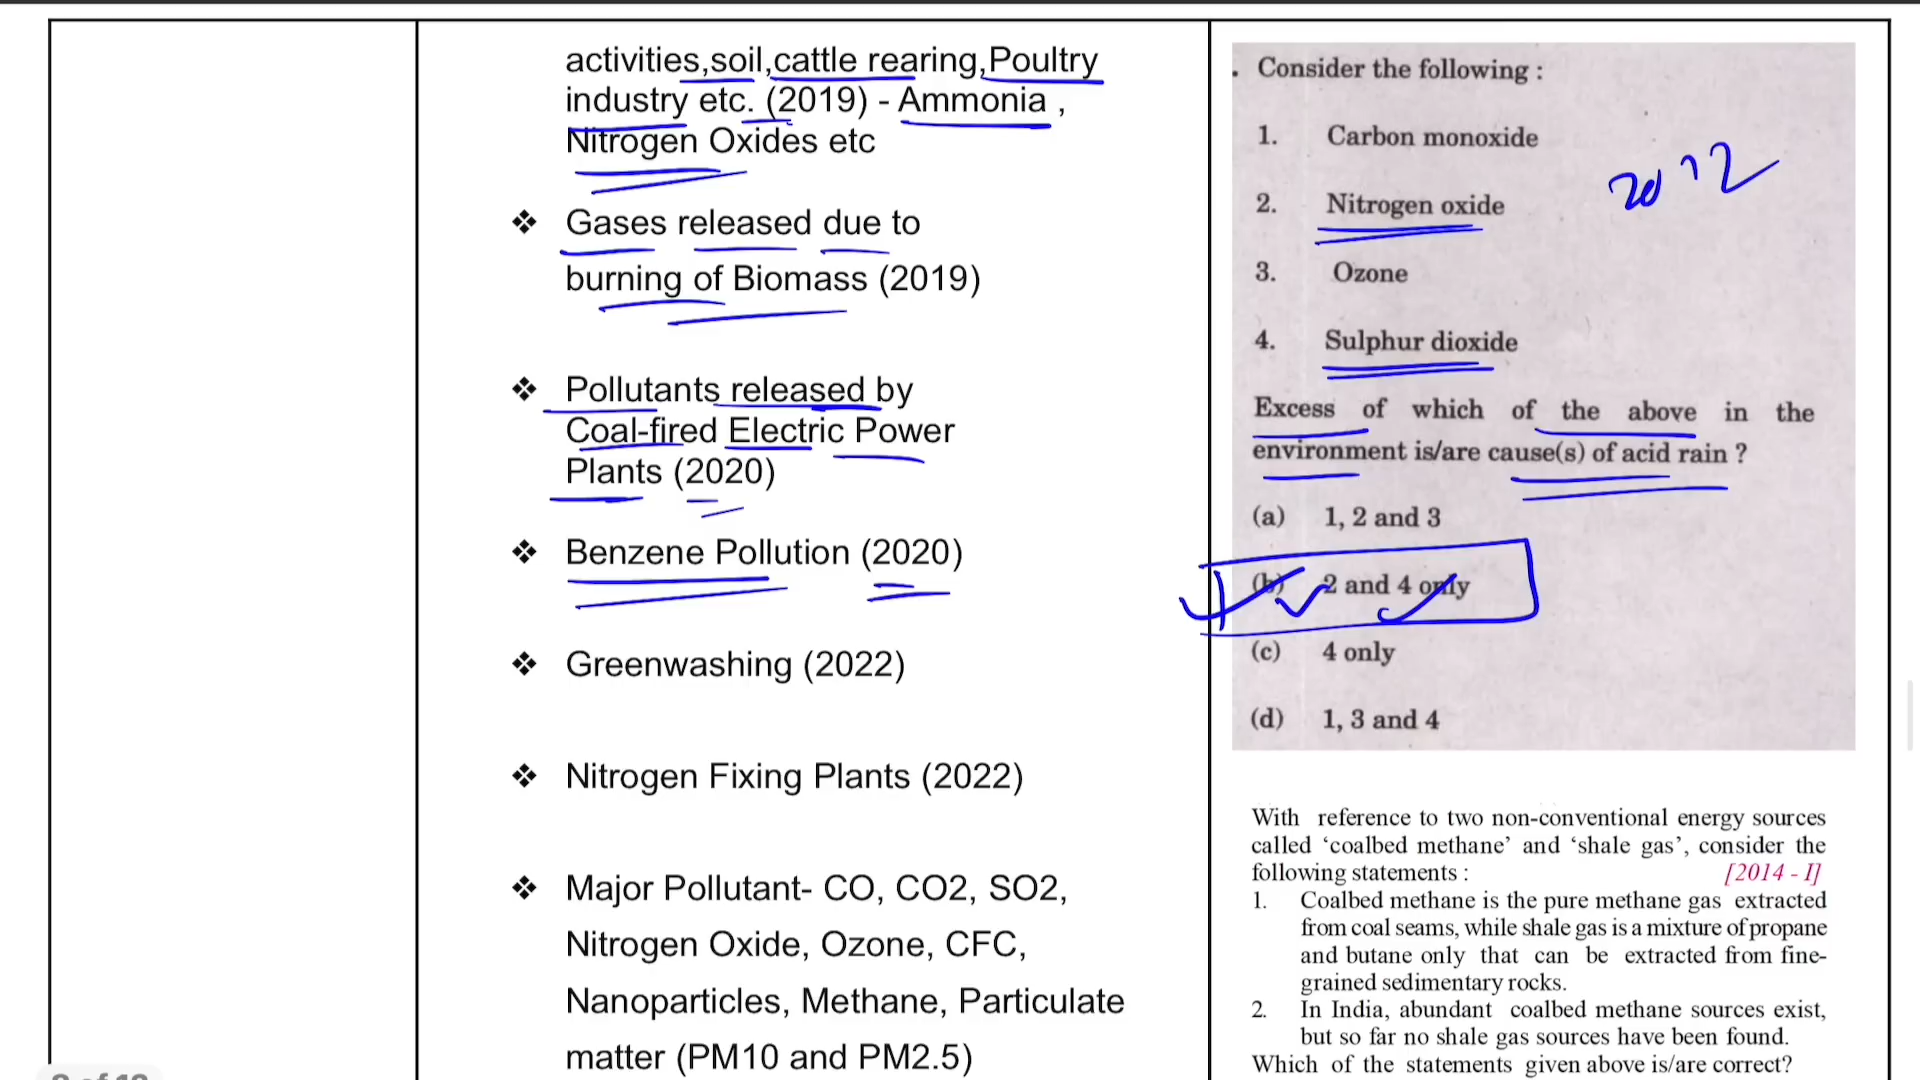 activities,soil,cattle rearing,Poultry
industry etc. (2019) - Ammonia ,
Nitrogen Oxides etc
❖ Gases released due to
burning of Biomass (2019)
❖ Pollutants released by
Coal-fired Electric Power
Plants (2020)
❖ Benzene Pollution (2020)
❖ Greenwashing (2022)
❖ Nitrogen Fixing Plants (2022)
❖ Major Pollutant- CO, CO2, SO2,
Nitrogen Oxide, Ozone, CFC,
Nanoparticles, Methane, Particulate
matter (PM10 and PM2.5)
. Consider the following :
1. Carbon monoxide
2012
2. Nitrogen oxide
3. Ozone
4. Sulphur dioxide
Excess of which of the above in the
environment is/are cause(s) of acid rain ?
(a) 1, 2 and 3
(b) 2 and 4 only
(c) 4 only
(d) 1, 3 and 4
With reference to two non-conventional energy sources
called ‘coalbed methane’ and ‘shale gas’, consider the
following statements : [2014 - I]
1. Coalbed methane is the pure methane gas extracted
from coal seams, while shale gas is a mixture of propane
and butane only that can be extracted from fine-
grained sedimentary rocks.
2. In India, abundant coalbed methane sources exist,
but so far no shale gas sources have been found.
Which of the statements given above is/are correct?